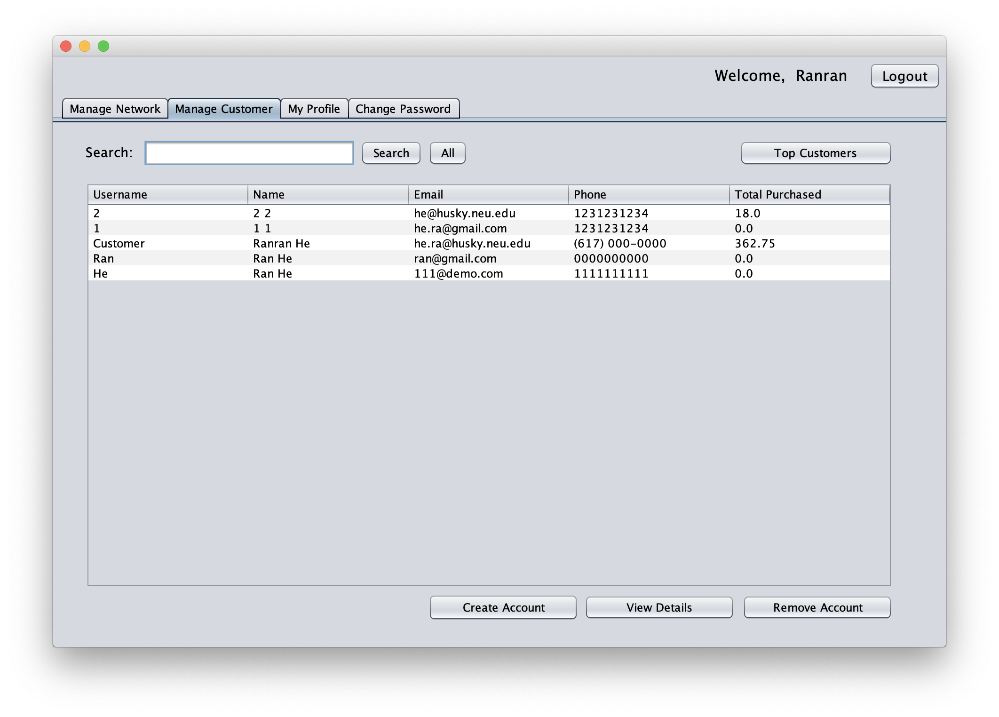 Welcome, Ranran Logout
Manage Network Manage Customer My Profile Change Password
Search: Search All Top Customers
Username Name Email Phone Total Purchased
2 2 2 he@husky.neu.edu 1231231234 18.0
1 1 1 he.ra@gmail.com 1231231234 0.0
Customer Ranran He he.ra@husky.neu.edu (617) 000-0000 362.75
Ran Ran He ran@gmail.com 0000000000 0.0
He Ran He 111@demo.com 1111111111 0.0
Create Account View Details Remove Account